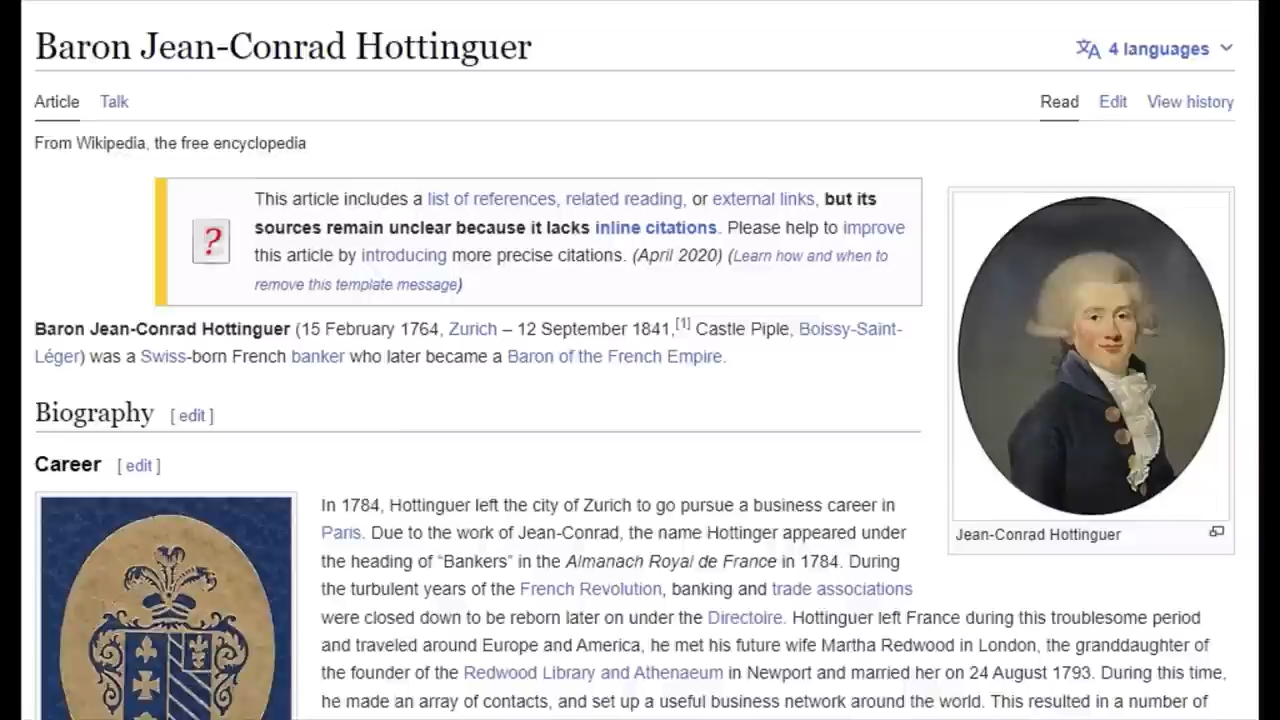 Baron Jean-Conrad Hottinguer
4 languages
Article Talk
Read Edit View history
From Wikipedia, the free encyclopedia
This article includes a list of references, related reading, or external links, but its
sources remain unclear because it lacks inline citations. Please help to improve
this article by introducing more precise citations. (April 2020) (Learn how and when to
remove this template message)
Baron Jean-Conrad Hottinguer (15 February 1764, Zurich – 12 September 1841,[1] Castle Piple, Boissy-Saint-
Léger) was a Swiss-born French banker who later became a Baron of the French Empire.
Jean-Conrad Hottinguer
Biography [ edit ]
Career [ edit ]
In 1784, Hottinguer left the city of Zurich to go pursue a business career in
Paris. Due to the work of Jean-Conrad, the name Hottinger appeared under
the heading of “Bankers” in the Almanach Royal de France in 1784. During
the turbulent years of the French Revolution, banking and trade associations
were closed down to be reborn later on under the Directoire. Hottinguer left France during this troublesome period
and traveled around Europe and America, he met his future wife Martha Redwood in London, the granddaughter of
the founder of the Redwood Library and Athenaeum in Newport and married her on 24 August 1793. During this time,
he made an array of contacts, and set up a useful business network around the world. This resulted in a number of